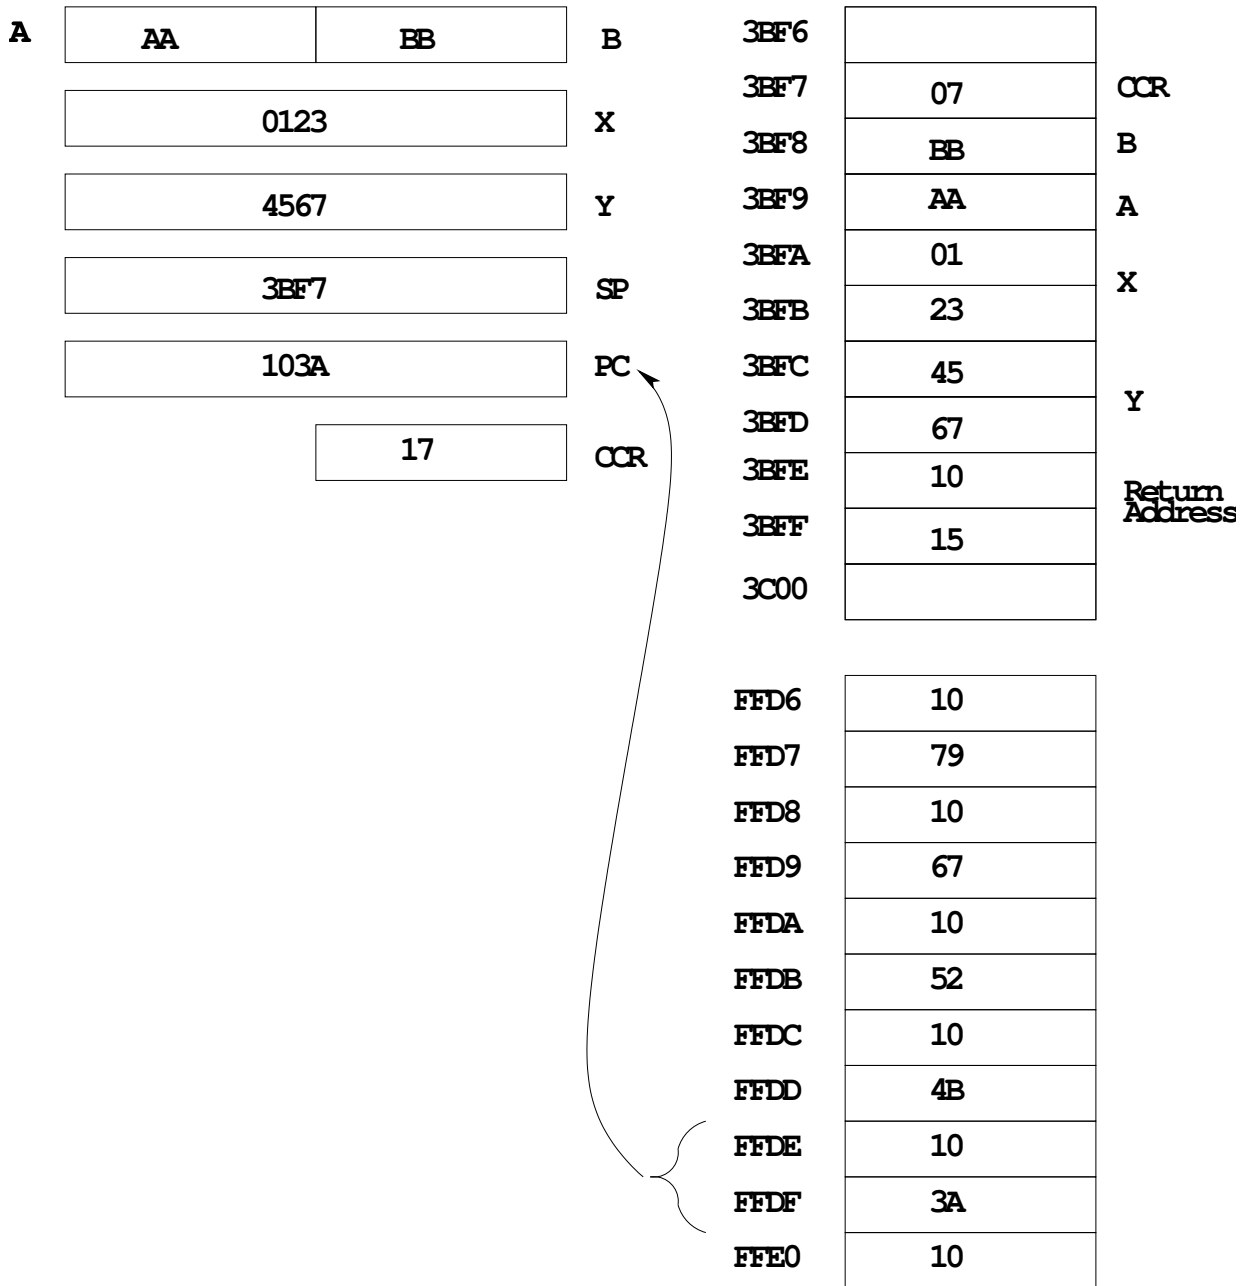 A AA BB B
0123 X
4567 Y
3BF7 SP
103A PC
17 CCR
3BF6
3BF7 07 CCR
3BF8 BB B
3BF9 AA A
3BFA 01
X
3BFB 23
3BFC 45
Y
3BFD 67
3BFE 10
Return
Address
3BFF 15
3C00
FFD6 10
FFD7 79
FFD8 10
FFD9 67
FFDA 10
FFDB 52
FFDC 10
FFDD 4B
FFDE 10
FFDF 3A
FFE0 10